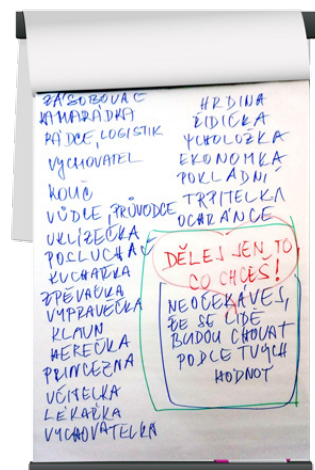 ZÁSOBOVAČ
KAMARÁDKA
RÁDCE, LOGISTIK
VYCHOVATEL
KOUČ
VŮDCE, PRŮVODCE
UKLÍZEČKA
POSLUCHAČ
KUCHAŘKA
ZPĚVAČKA
VYPRAVĚČKA
KLAUN
HEREČKA
PRINCEZNA
UČITELKA
LÉKAŘKA
VYCHOVATELKA
HRDINA
ŘIDIČKA
PSYCHOLOŽKA
EKONOMKA
POKLADNÍ
TRPITELKA
OCHRÁNCE
DĚLEJ JEN TO
CO CHCEŠ!
NEOČEKÁVEJ,
ŽE SE LIDÉ
BUDOU CHOVAT
PODLE TVÝCH
HODNOT